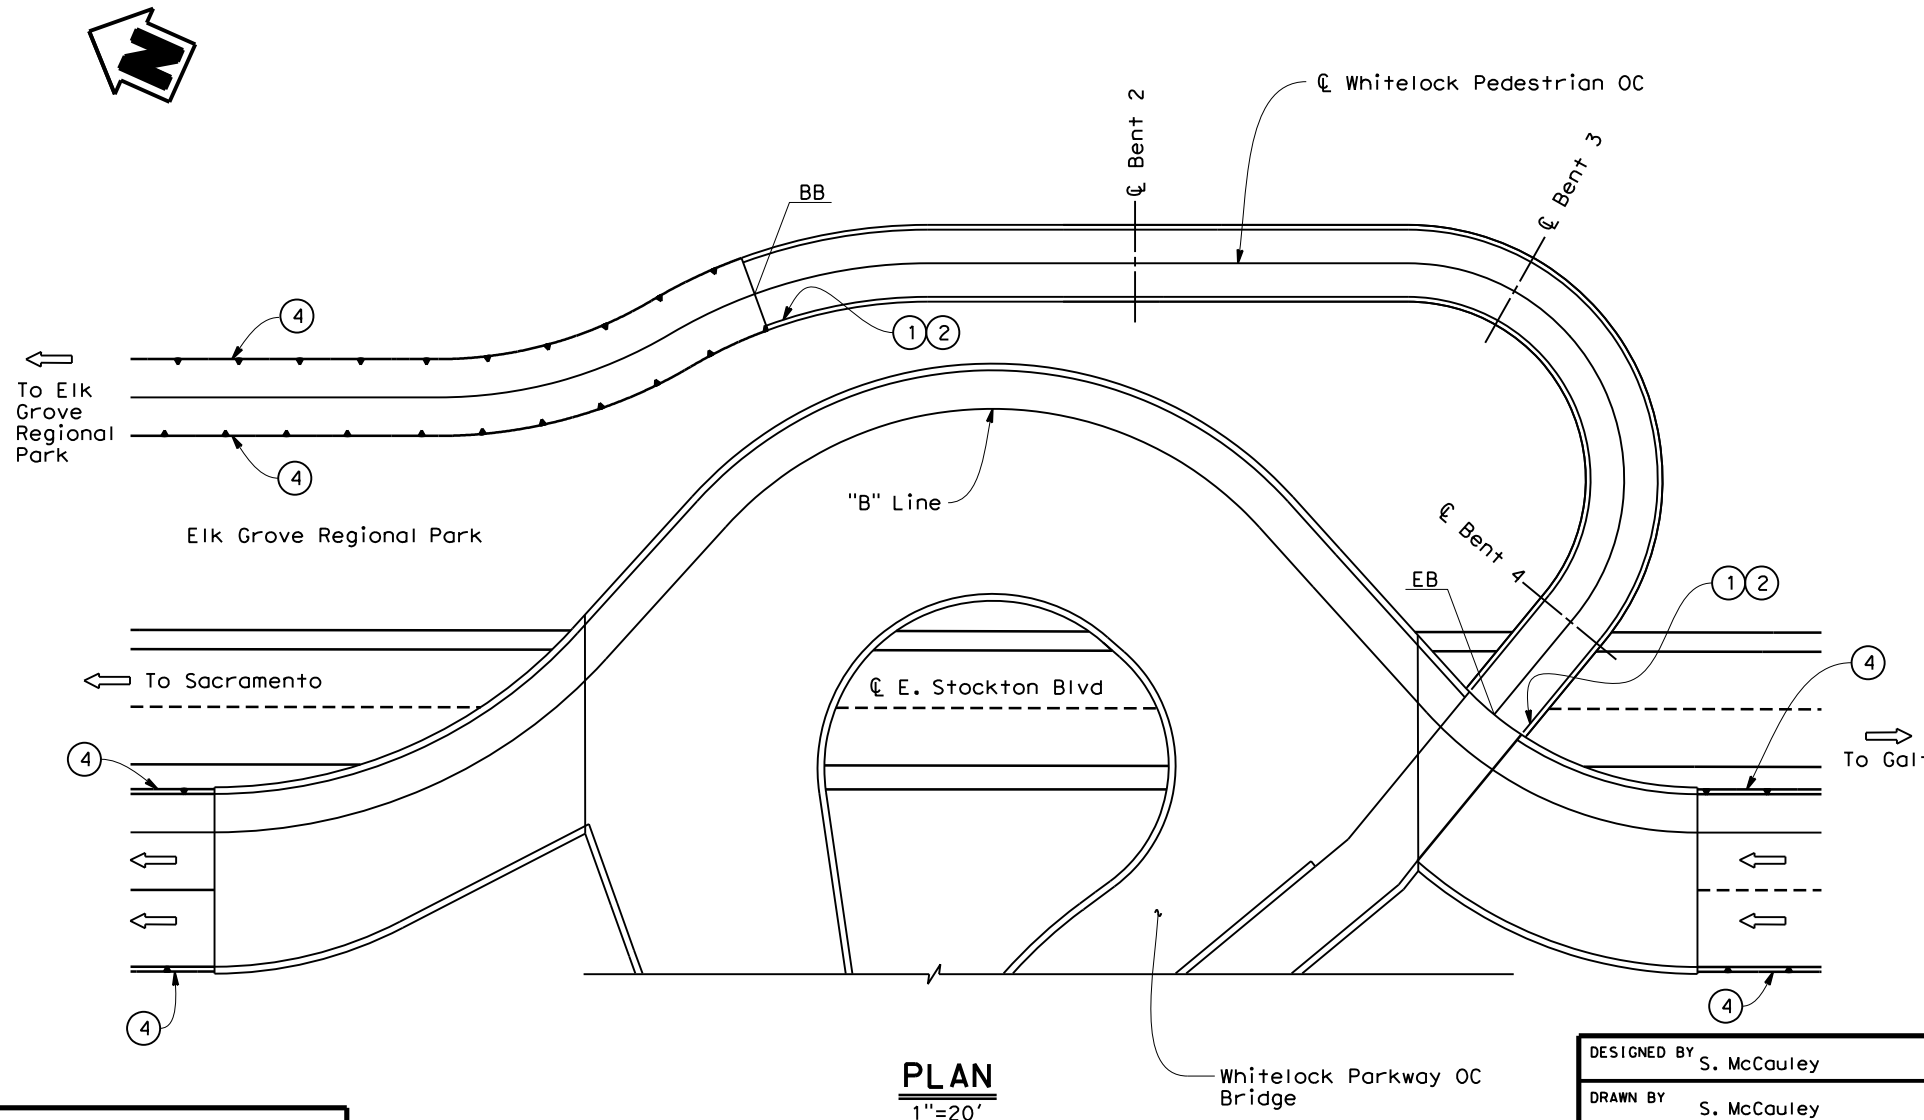 N
℄ Whitelock Pedestrian OC
℄ Bent 2
℄ Bent 3
BB
4
1 2
To Elk
Grove
Regional
Park
4
"B" Line
Elk Grove Regional Park
℄ Bent 4
EB
1 2
To Sacramento
℄ E. Stockton Blvd
4
4
To Galt
4
4
PLAN
1"=20'
Whitelock Parkway OC
Bridge
DESIGNED BY S. McCauley
DRAWN BY S. McCauley